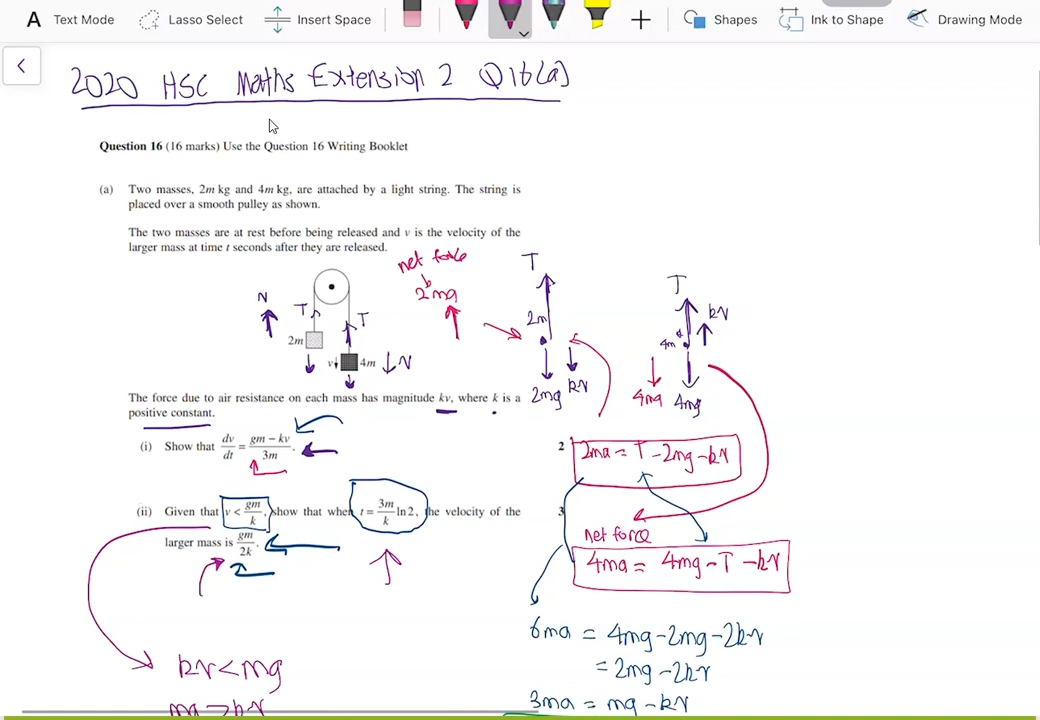 A Text Mode Lasso Select Insert Space Shapes Ink to Shape Drawing Mode
2020 HSC Maths Extension 2 Q16(a)
Question 16 (16 marks) Use the Question 16 Writing Booklet
(a) Two masses, 2m kg and 4m kg, are attached by a light string. The string is
placed over a smooth pulley as shown.
The two masses are at rest before being released and v is the velocity of the
larger mass at time t seconds after they are released.
net force
2ma
T
2m
2mg kv
T
kv
4m
4ma 4mg
N
T
T
2m
v 4m v
The force due to air resistance on each mass has magnitude kv, where k is a
positive constant.
(i) Show that dv/dt = (gm − kv)/3m. 2
2ma = T - 2mg - kv
(ii) Given that v < gm/k, show that when t = 3m/k ln 2, the velocity of the 3
larger mass is gm/2k.
net force
4ma = 4mg - T - kv
6ma = 4mg - 2mg - 2kv
= 2mg - 2kv
3ma = mg - kv
kv < mg
mg > kv